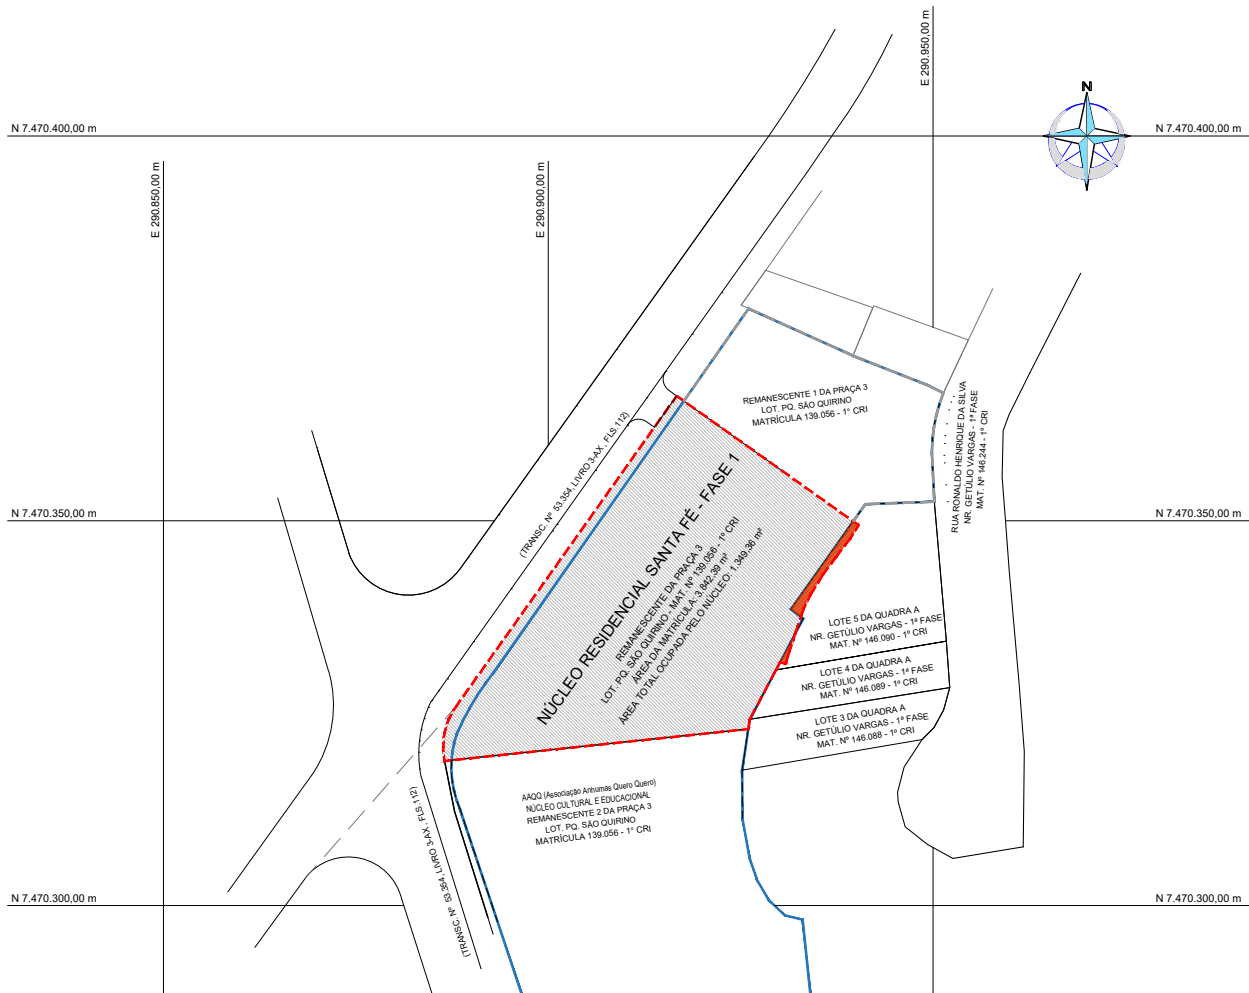 E 290.950,00 m
N
N 7.470.400,00 m
N 7.470.400,00 m
E 290.850,00 m
E 290.900,00 m
REMANESCENTE 1 DA PRAÇA 3
LOT. PQ. SÃO QUIRINO
MATRÍCULA 139.056 - 1° CRI
RUA RONALDO HENRIQUE DA SILVA
NR. GETÚLIO VARGAS - 1ª FASE
MAT. Nº 146.244 - 1º CRI
(TRANSC. Nº 53.354, LIVRO 3-AX , FLS.112)
N 7.470.350,00 m
N 7.470.350,00 m
NÚCLEO RESIDENCIAL SANTA FÉ - FASE 1
REMANESCENTE DA PRAÇA 3
LOT. PQ. SÃO QUIRINO - MAT. Nº 139.056 - 1º CRI
ÁREA DA MATRÍCULA: 3.842,39 m²
ÁREA TOTAL OCUPADA PELO NÚCLEO: 1.349,36 m²
LOTE 5 DA QUADRA A
NR. GETÚLIO VARGAS - 1ª FASE
MAT. Nº 146.090 - 1º CRI
LOTE 4 DA QUADRA A
NR. GETÚLIO VARGAS - 1ª FASE
MAT. Nº 146.089 - 1º CRI
LOTE 3 DA QUADRA A
NR. GETÚLIO VARGAS - 1ª FASE
MAT. Nº 146.088 - 1º CRI
AAQQ (Associação Anhumas Quero Quero)
NÚCLEO CULTURAL E EDUCACIONAL
REMANESCENTE 2 DA PRAÇA 3
LOT. PQ. SÃO QUIRINO
MATRÍCULA 139.056 - 1° CRI
(TRANSC. Nº 53.354, LIVRO 3-AX , FLS.112)
N 7.470.300,00 m
N 7.470.300,00 m